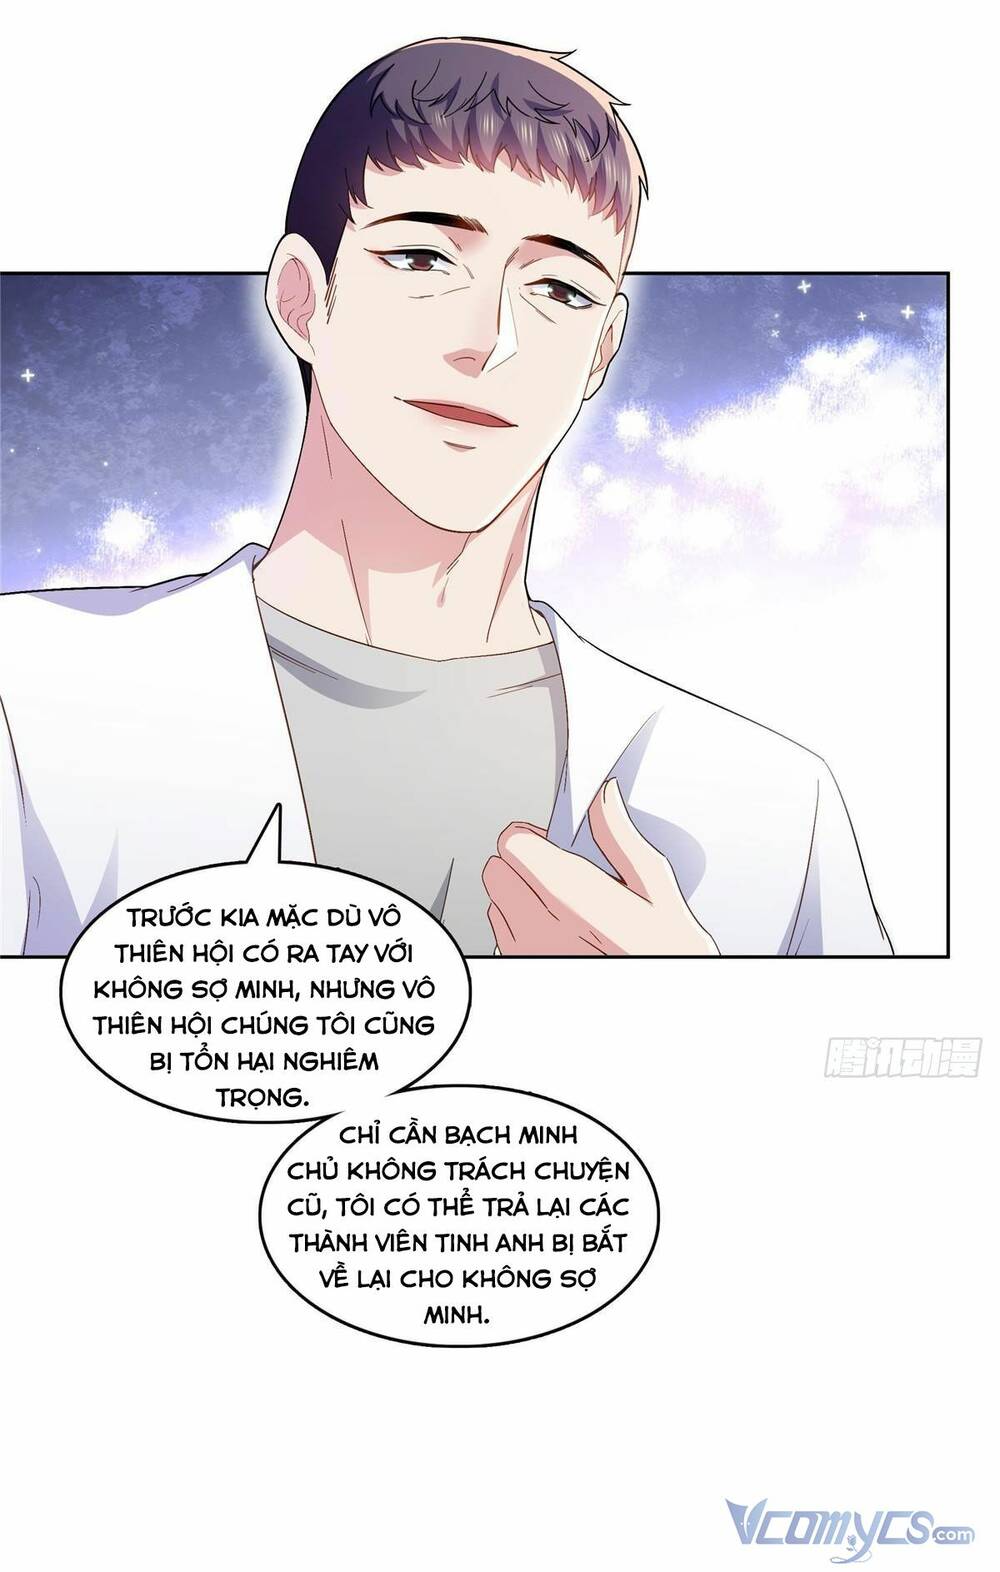 TRƯỚC KIA MẶC DÙ VÔ
THIÊN HỘI CÓ RA TAY VỚI
KHÔNG SỢ MINH, NHƯNG VÔ
THIÊN HỘI CHÚNG TÔI CŨNG
BỊ TỔN HẠI NGHIÊM
TRỌNG.
CHỈ CẦN BẠCH MINH
CHỦ KHÔNG TRÁCH CHUYỆN
CŨ, TÔI CÓ THỂ TRẢ LẠI CÁC
THÀNH VIÊN TINH ANH BỊ BẮT
VỀ LẠI CHO KHÔNG SỢ
MINH.
腾讯动漫
Vcomycs.com